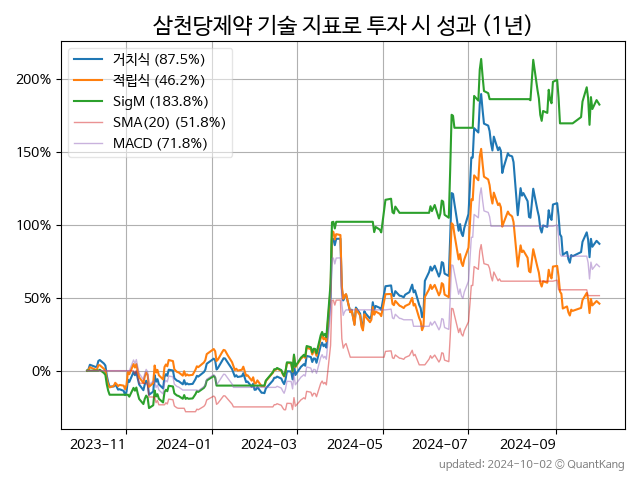 삼천당제약 기술 지표로 투자 시 성과 (1년)
거치식 (87.5%)
적립식 (46.2%)
SigM (183.8%)
SMA(20) (51.8%)
MACD (71.8%)
200%
150%
100%
50%
0%
2023-11 2024-01 2024-03 2024-05 2024-07 2024-09
updated: 2024-10-02 © QuantKang